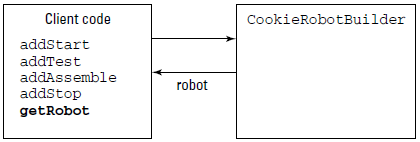 Client code
addStart
addTest
addAssemble
addStop
getRobot
robot
CookieRobotBuilder